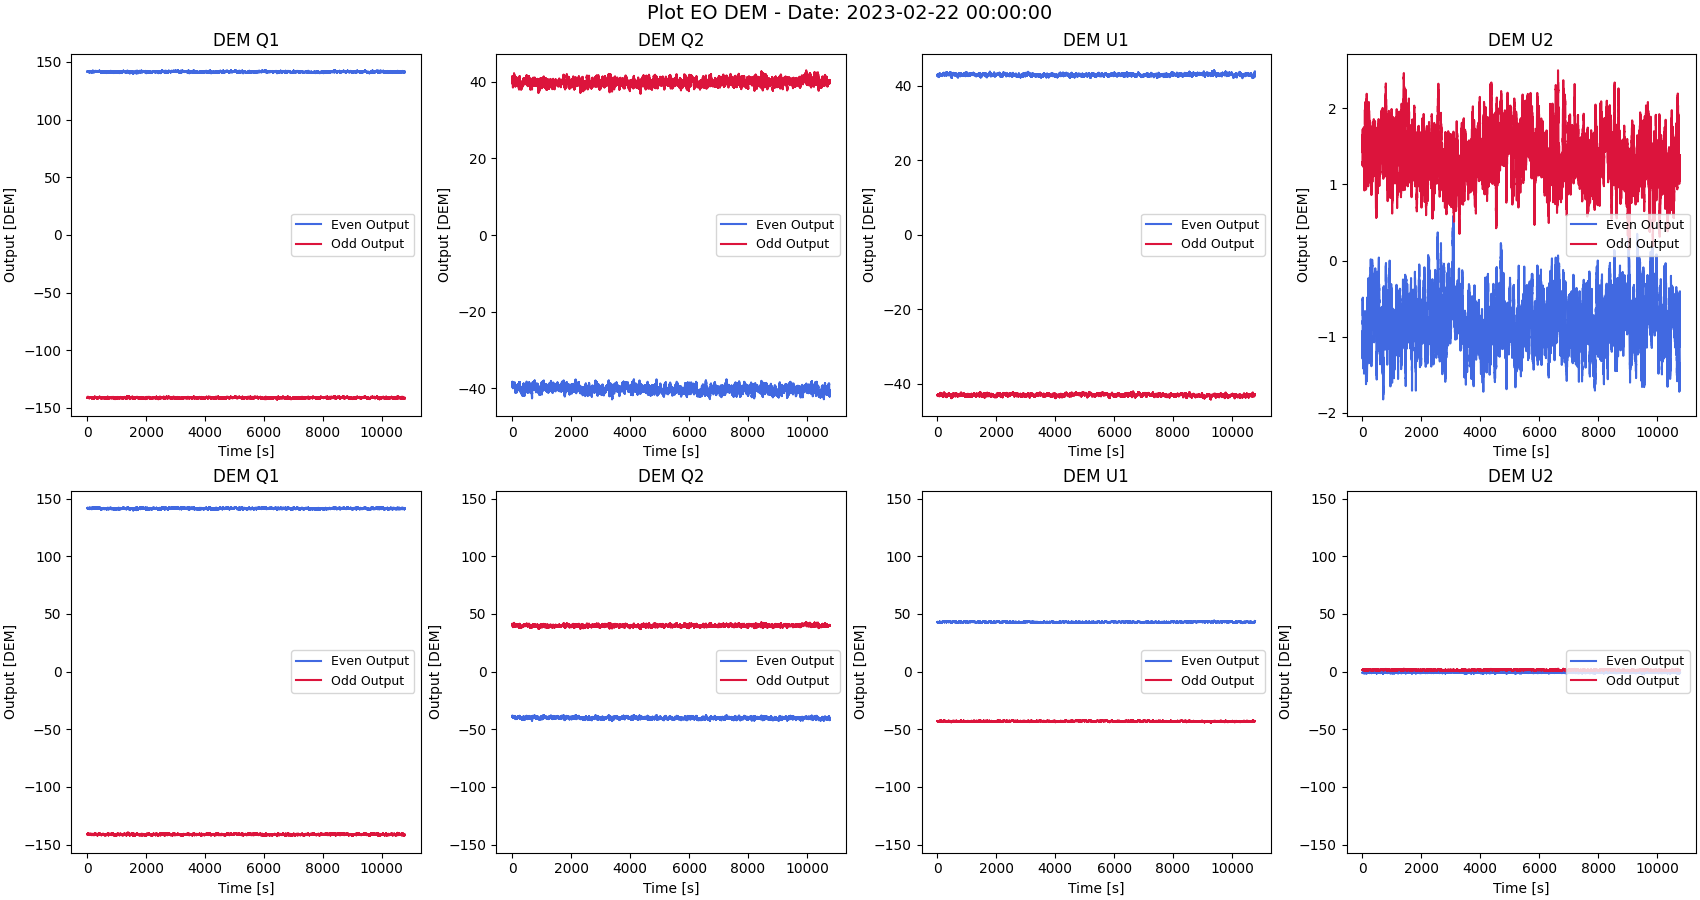 Plot EO DEM - Date: 2023-02-22 00:00:00
DEM Q1
Output [DEM]
150
100
50
0
−50
−100
−150
Even Output
Odd Output
0 2000 4000 6000 8000 10000
Time [s]
DEM Q2
Output [DEM]
40
20
0
−20
−40
Even Output
Odd Output
0 2000 4000 6000 8000 10000
Time [s]
DEM U1
Output [DEM]
40
20
0
−20
−40
Even Output
Odd Output
0 2000 4000 6000 8000 10000
Time [s]
DEM U2
Output [DEM]
2
1
0
−1
−2
Even Output
Odd Output
0 2000 4000 6000 8000 10000
Time [s]
DEM Q1
Output [DEM]
150
100
50
0
−50
−100
−150
Even Output
Odd Output
0 2000 4000 6000 8000 10000
Time [s]
DEM Q2
Output [DEM]
150
100
50
0
−50
−100
−150
Even Output
Odd Output
0 2000 4000 6000 8000 10000
Time [s]
DEM U1
Output [DEM]
150
100
50
0
−50
−100
−150
Even Output
Odd Output
0 2000 4000 6000 8000 10000
Time [s]
DEM U2
Output [DEM]
150
100
50
0
−50
−100
−150
Even Output
Odd Output
0 2000 4000 6000 8000 10000
Time [s]